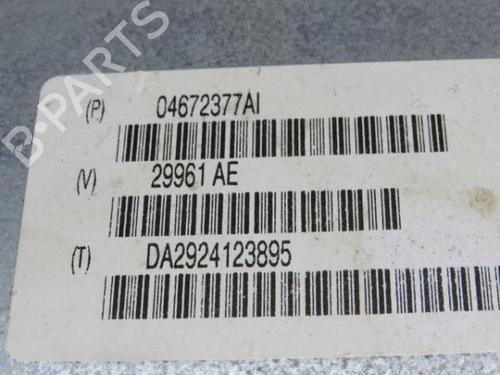 (P) 04672377AI
(V) 29961 AE
(T) DA2924123895
B-PARTS